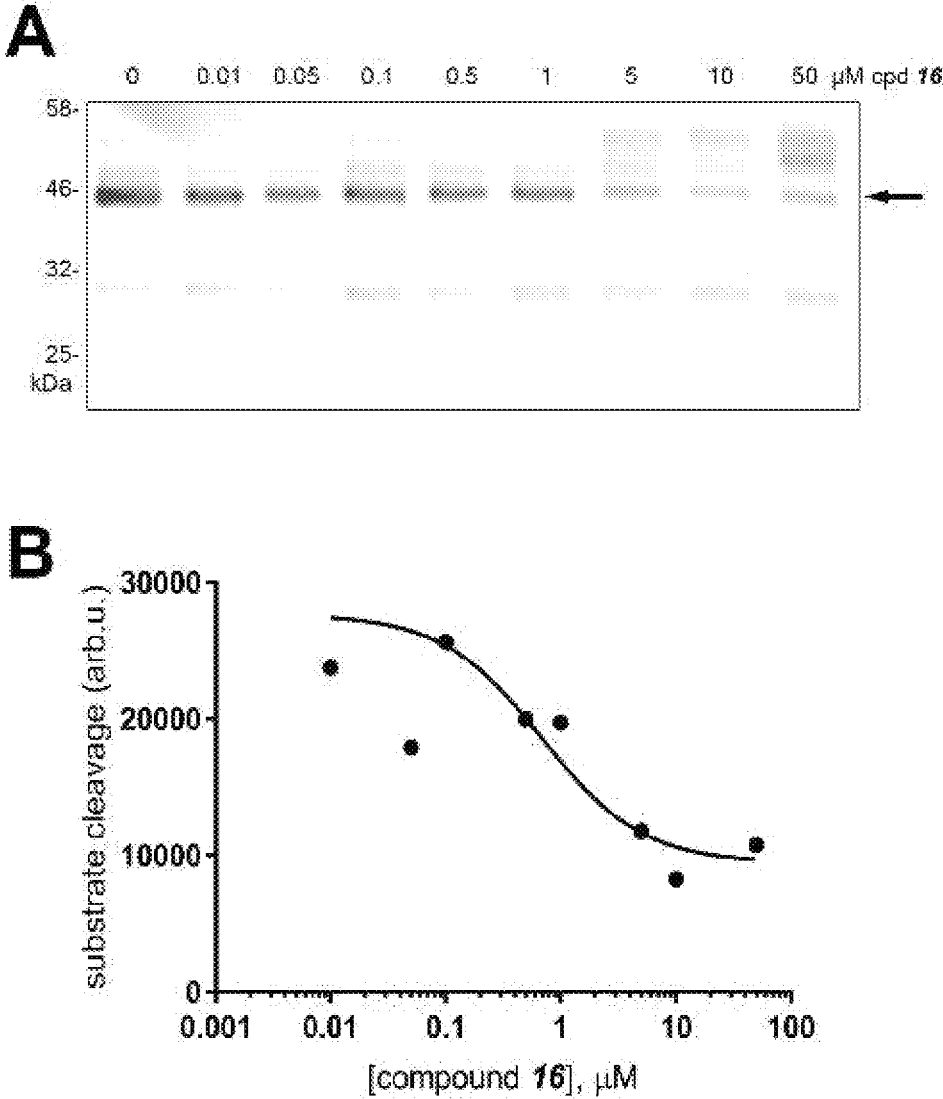 A
0 0.01 0.05 0.1 0.5 1 5 10 50 µM cpd 16
58-
46-
32-
25-
kDa
B
substrate cleavage (arb.u.)
30000
20000
10000
0
0.001 0.01 0.1 1 10 100
[compound 16], µM